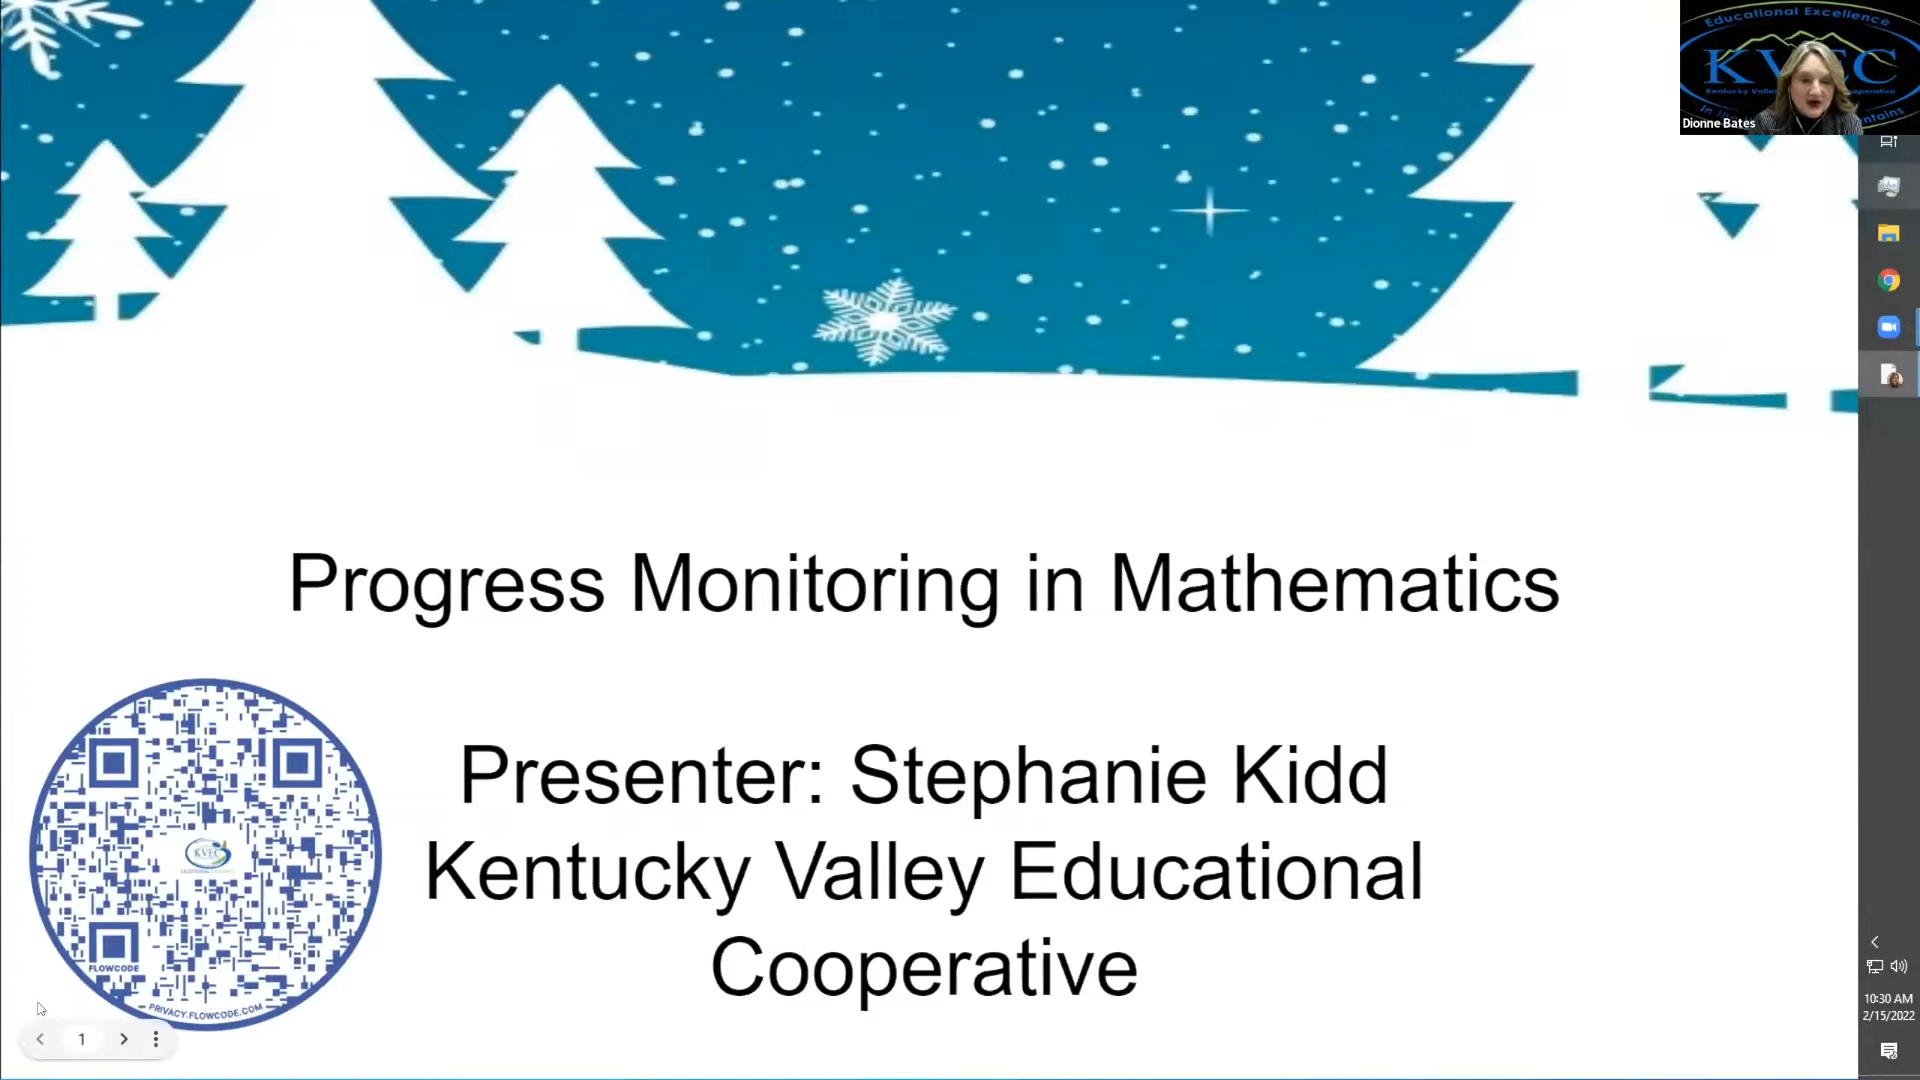 Educational Excellence
KVEC
Dionne Bates
Progress Monitoring in Mathematics
Presenter: Stephanie Kidd
Kentucky Valley Educational
Cooperative
KVEC
FLOWCODE
PRIVACY.FLOWCODE.COM
1
10:30 AM
2/15/2022